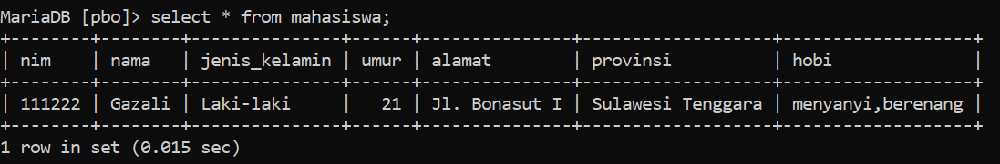 MariaDB [pbo]> select * from mahasiswa;
+--------+---------+---------------+------+-----------------+-------------------+-------------------+
| nim    | nama    | jenis_kelamin | umur | alamat          | provinsi          | hobi              |
+--------+---------+---------------+------+-----------------+-------------------+-------------------+
| 111222 | Gazali | Laki-laki     |   21 | Jl. Bonasut I | Sulawesi Tenggara | menyanyi,berenang |
+--------+---------+---------------+------+-----------------+-------------------+-------------------+
1 row in set (0.015 sec)